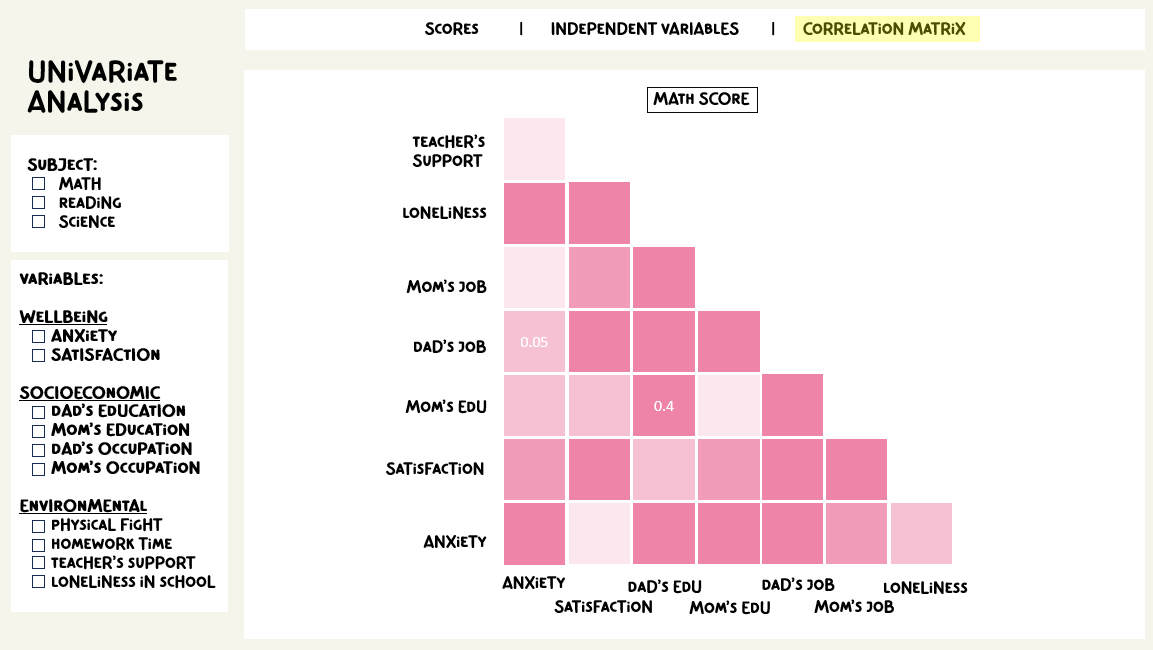 SCORES | INDEPENDENT VARIABLES | CORRELATION MATRIX
UNIVARIATE
ANALYSIS
SUBJECT:
MATH
READING
SCIENCE
VARIABLES:
WELLBEING
ANXIETY
SATISFACTION
SOCIOECONOMIC
DAD'S EDUCATION
MOM'S EDUCATION
DAD'S OCCUPATION
MOM'S OCCUPATION
ENVIRONMENTAL
PHYSICAL FIGHT
HOMEWORK TIME
TEACHER'S SUPPORT
LONELINESS IN SCHOOL
MATH SCORE
TEACHER'S
SUPPORT
LONELINESS
MOM'S JOB
DAD'S JOB
0.05
MOM'S EDU
0.4
SATISFACTION
ANXIETY
ANXIETY
SATISFACTION
DAD'S EDU
MOM'S EDU
DAD'S JOB
MOM'S JOB
LONELINESS